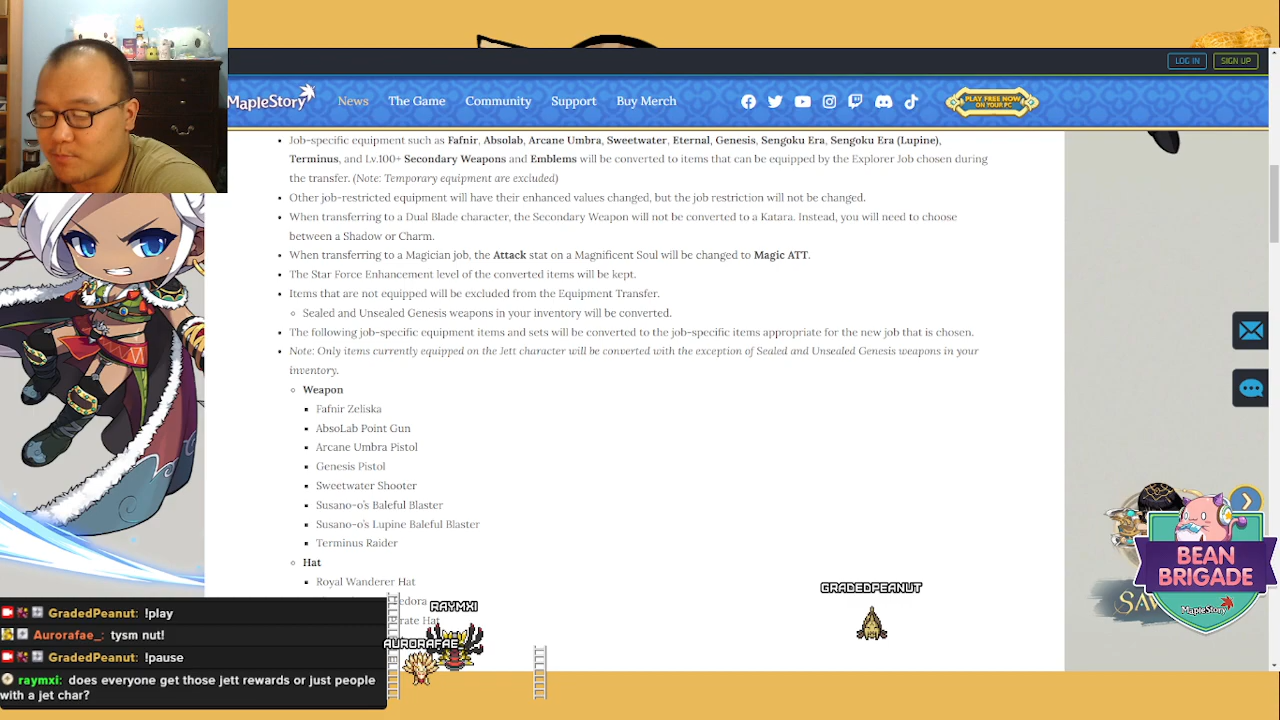 LOG IN
SIGN UP
MapleStory
News
The Game
Community
Support
Buy Merch
PLAY FREE NOW
ON YOUR PC
• Job-specific equipment such as Fafnir, Absolab, Arcane Umbra, Sweetwater, Eternal, Genesis, Sengoku Era, Sengoku Era (Lupine),
Terminus, and Lv.100+ Secondary Weapons and Emblems will be converted to items that can be equipped by the Explorer Job chosen during
the transfer. (Note: Temporary equipment are excluded)
• Other job-restricted equipment will have their enhanced values changed, but the job restriction will not be changed.
• When transferring to a Dual Blade character, the Secondary Weapon will not be converted to a Katara. Instead, you will need to choose
between a Shadow or Charm.
• When transferring to a Magician job, the Attack stat on a Magnificent Soul will be changed to Magic ATT.
• The Star Force Enhancement level of the converted items will be kept.
• Items that are not equipped will be excluded from the Equipment Transfer.
○ Sealed and Unsealed Genesis weapons in your inventory will be converted.
• The following job-specific equipment items and sets will be converted to the job-specific items appropriate for the new job that is chosen.
• Note: Only items currently equipped on the Jett character will be converted with the exception of Sealed and Unsealed Genesis weapons in your
inventory.
○ Weapon
▪ Fafnir Zeliska
▪ AbsoLab Point Gun
▪ Arcane Umbra Pistol
▪ Genesis Pistol
▪ Sweetwater Shooter
▪ Susano-o's Baleful Blaster
▪ Susano-o's Lupine Baleful Blaster
▪ Terminus Raider
○ Hat
▪ Royal Wanderer Hat
edora
rate Hat
GRADEDPEANUT
RAYMXI
AURORAFAE_
GradedPeanut: !play
Aurorafae_: tysm nut!
GradedPeanut: !pause
raymxi: does everyone get those jett rewards or just people
with a jet char?
BEAN
BRIGADE
MapleStory
SAV